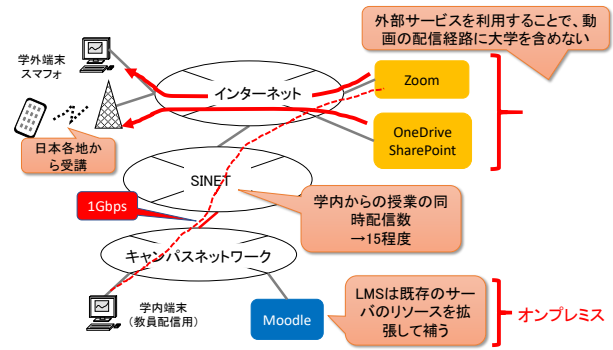 外部サービスを利用することで、動
画の配信経路に大学を含めない
学外端末
スマフォ
インターネット
Zoom
OneDrive
SharePoint
日本各地か
ら受講
SINET
1Gbps
学内からの授業の同
時配信数
→15程度
キャンパスネットワーク
学内端末
(教員配信用)
Moodle
LMSは既存のサー
バのリソースを拡
張して補う
オンプレミス